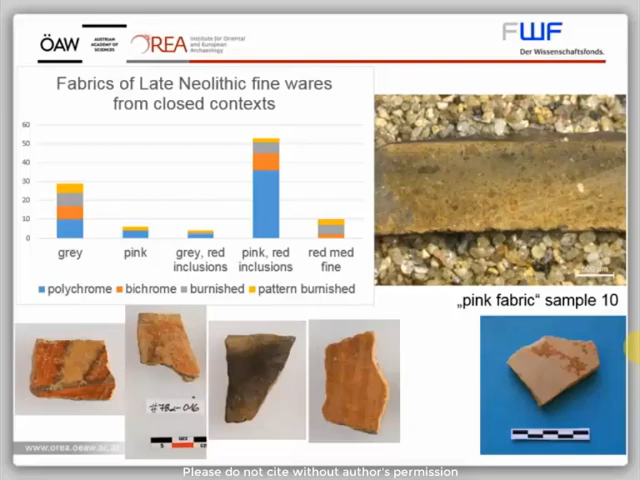 ÖAW
AUSTRIAN
ACADEMY OF
SCIENCES
OREA
Institute for Oriental
and European
Archaeology
FWF
Der Wissenschaftsfonds.
Fabrics of Late Neolithic fine wares
from closed contexts
60
50
40
30
20
10
0
grey
pink
grey, red
inclusions
pink, red
inclusions
red med
fine
polychrome
bichrome
burnished
pattern burnished
„pink fabric“ sample 10
#782-016
www.orea.oeaw.ac.at
Please do not cite without author's permission